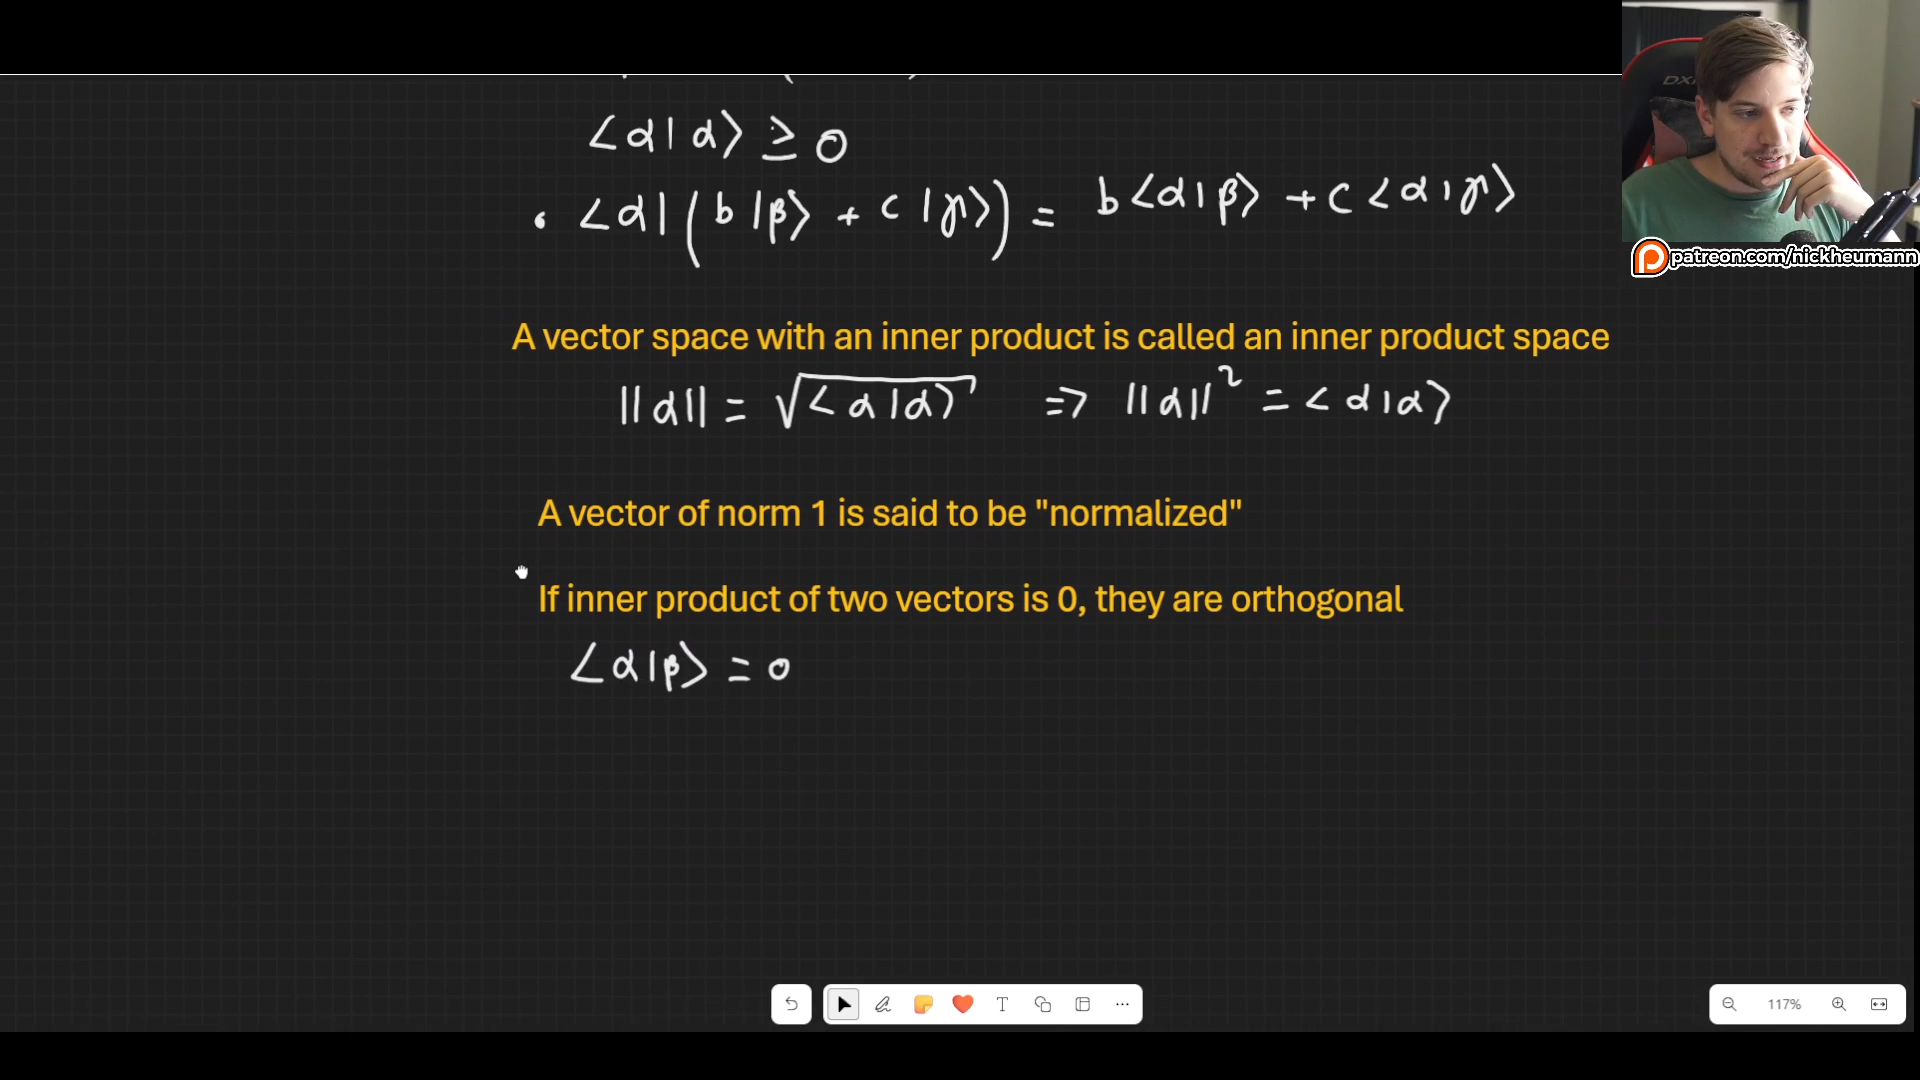 ⟨α|α⟩ ≥ 0
• ⟨α|(b|β⟩ + c|γ⟩) = b⟨α|β⟩ + c⟨α|γ⟩
patreon.com/nickheumann
A vector space with an inner product is called an inner product space
||α|| = √⟨α|α⟩ ⇒ ||α||² = ⟨α|α⟩
A vector of norm 1 is said to be "normalized"
If inner product of two vectors is 0, they are orthogonal
⟨α|β⟩ = 0
T
117%